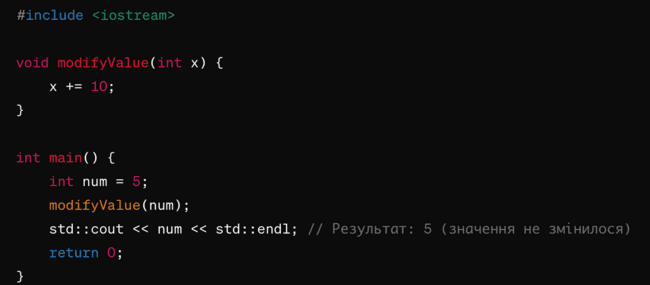 #include <iostream>
void modifyValue(int x) {
    x += 10;
}
int main() {
    int num = 5;
    modifyValue(num);
    std::cout << num << std::endl; // Результат: 5 (значення не змінилося)
    return 0;
}